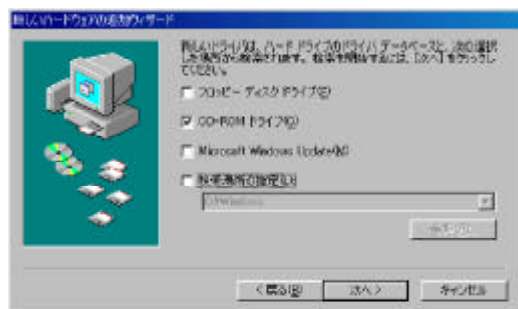 新しいハードウェアの追加ウィザード
新しいドライバは、ハード ドライブのドライバ データベースと、次の選択
した場所から検索されます。検索を開始するには、[次へ] をクリックし
てください。
フロッピー ディスク ドライブ(F)
CD-ROM ドライブ(C)
Microsoft Windows Update(M)
検索場所の指定(L):
参照(R)...
< 戻る(B)
次へ >
キャンセル